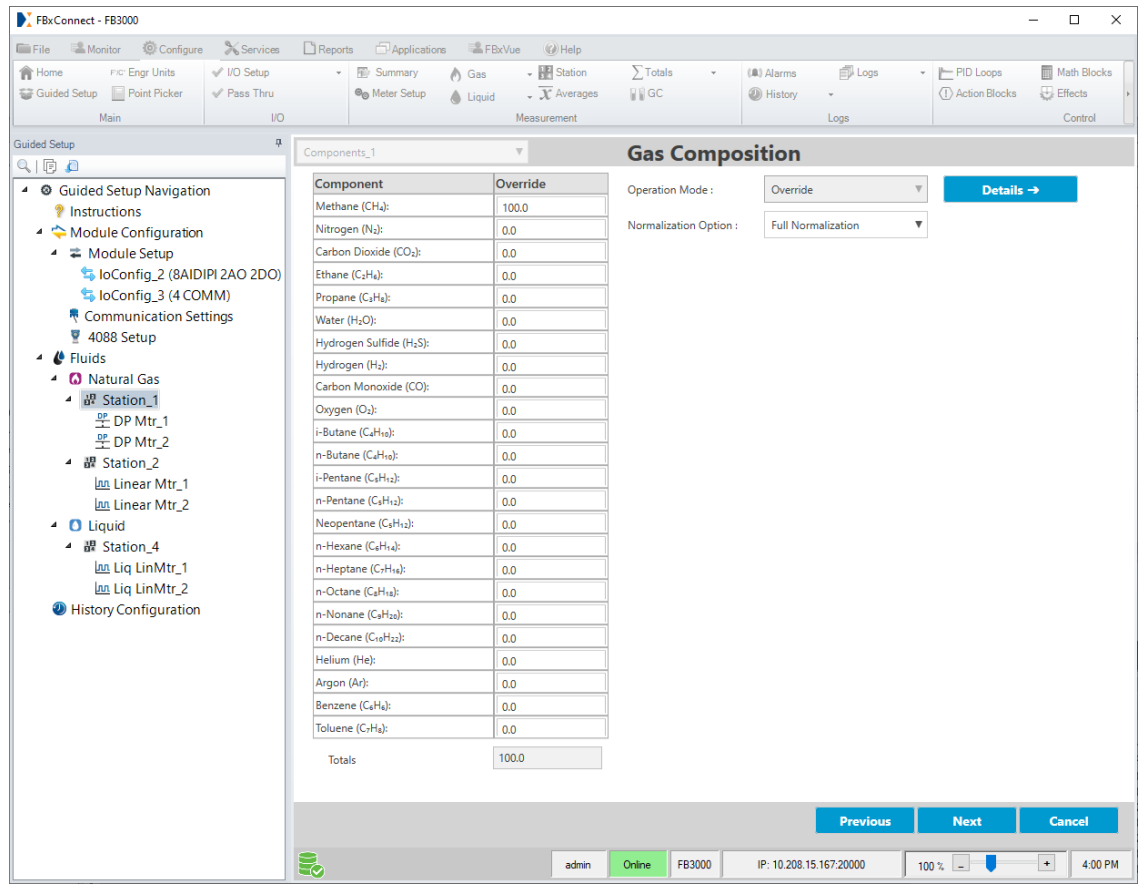 FBxConnect - FB3000
File Monitor Configure Services Reports Applications FBxVue Help
Home Engr Units I/O Setup Summary Gas Station Totals (Alarms Logs PID Loops Math Blocks
Guided Setup Point Picker Pass Thru Meter Setup Liquid Averages GC History Action Blocks Effects
Main I/O Measurement Logs Control
Guided Setup
Guided Setup Navigation
Instructions
Module Configuration
Module Setup
IoConfig_2 (8AIDIPI 2AO 2DO)
IoConfig_3 (4 COMM)
Communication Settings
4088 Setup
Fluids
Natural Gas
Station_1
DP Mtr_1
DP Mtr_2
Station_2
Linear Mtr_1
Linear Mtr_2
Liquid
Station_4
Liq LinMtr_1
Liq LinMtr_2
History Configuration
Components_1
Gas Composition
Component Override
Methane (CH₄): 100.0
Nitrogen (N₂): 0.0
Carbon Dioxide (CO₂): 0.0
Ethane (C₂H₆): 0.0
Propane (C₃H₈): 0.0
Water (H₂O): 0.0
Hydrogen Sulfide (H₂S): 0.0
Hydrogen (H₂): 0.0
Carbon Monoxide (CO): 0.0
Oxygen (O₂): 0.0
i-Butane (C₄H₁₀): 0.0
n-Butane (C₄H₁₀): 0.0
i-Pentane (C₅H₁₂): 0.0
n-Pentane (C₅H₁₂): 0.0
Neopentane (C₅H₁₂): 0.0
n-Hexane (C₆H₁₄): 0.0
n-Heptane (C₇H₁₆): 0.0
n-Octane (C₈H₁₈): 0.0
n-Nonane (C₉H₂₀): 0.0
n-Decane (C₁₀H₂₂): 0.0
Helium (He): 0.0
Argon (Ar): 0.0
Benzene (C₆H₆): 0.0
Toluene (C₇H₈): 0.0
Totals 100.0
Operation Mode : Override Details →
Normalization Option : Full Normalization
Previous Next Cancel
admin Online FB3000 IP: 10.208.15.167:20000 100 % - + 4:00 PM